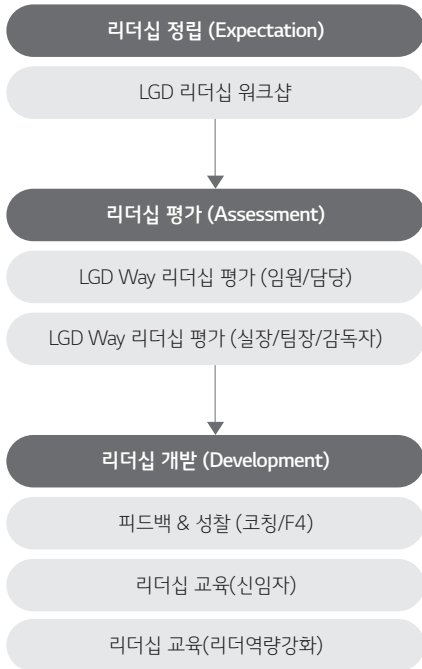 리더십 정립 (Expectation)
LGD 리더십 워크샵
리더십 평가 (Assessment)
LGD Way 리더십 평가 (임원/담당)
LGD Way 리더십 평가 (실장/팀장/감독자)
리더십 개발 (Development)
피드백 & 성찰 (코칭/F4)
리더십 교육(신임자)
리더십 교육(리더역량강화)